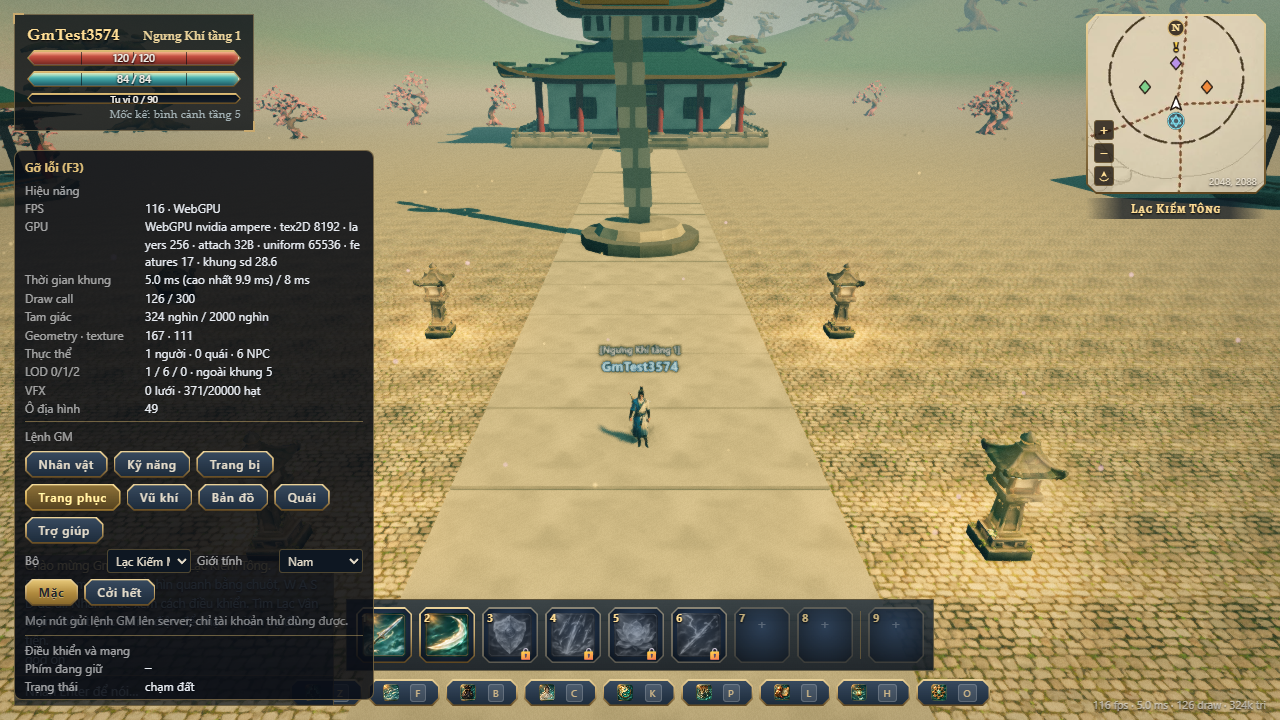 GmTest3574 Ngưng Khí tầng 1
120 / 120
84 / 84
Tu vi 0 / 90
Mốc kế: bình cảnh tầng 5
N
+
−
2048, 2088
Lạc Kiếm Tông
Gỡ lỗi (F3)
Hiệu năng
FPS 116 · WebGPU
GPU WebGPU nvidia ampere · tex2D 8192 · la
yers 256 · attach 32B · uniform 65536 · fe
atures 17 · khung sd 28.6
Thời gian khung 5.0 ms (cao nhất 9.9 ms) / 8 ms
Draw call 126 / 300
Tam giác 324 nghìn / 2000 nghìn
Geometry · texture 167 · 111
Thực thể 1 người · 0 quái · 6 NPC
LOD 0/1/2 1 / 6 / 0 · ngoài khung 5
VFX 0 lưới · 371/20000 hạt
Ô địa hình 49
Lệnh GM
Nhân vật Kỹ năng Trang bị
Trang phục Vũ khí Bản đồ Quái
Trợ giúp
Bộ Lạc Kiếm Giới tính Nam
Mặc Cởi hết
Mọi nút gửi lệnh GM lên server; chỉ tài khoản thử dùng được.
Điều khiển và mạng
Phím đang giữ –
Trạng thái chạm đất
[Ngưng Khí tầng 1]
GmTest3574
2 3 4 5 6 7 8 9
+ + +
Z F B C K P L H O
116 fps · 5.0 ms · 126 draw · 324k tri